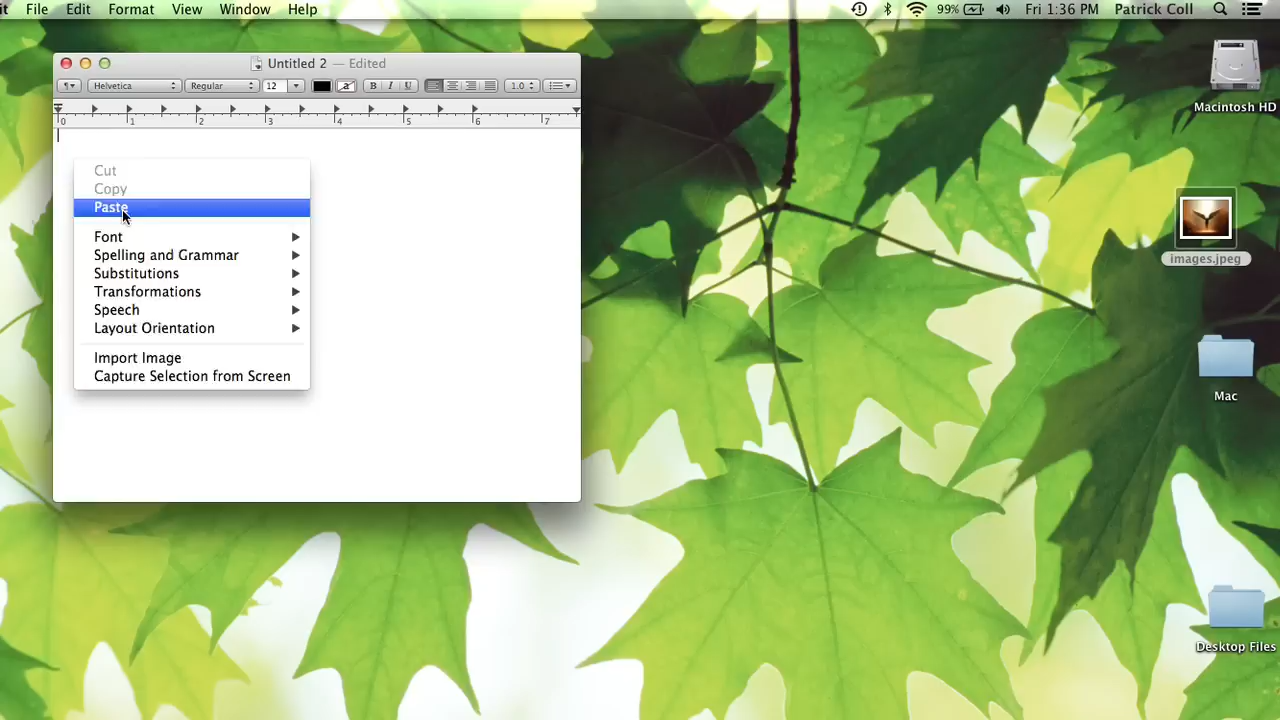 File Edit Format View Window Help 99% Fri 1:36 PM Patrick Coll
Untitled 2 — Edited
Helvetica Regular 12 a B I U 1.0
0 1 2 3 4 5 6 7
Cut
Copy
Paste
Font
Spelling and Grammar
Substitutions
Transformations
Speech
Layout Orientation
Import Image
Capture Selection from Screen
Macintosh HD
images.jpeg
Mac
Desktop Files